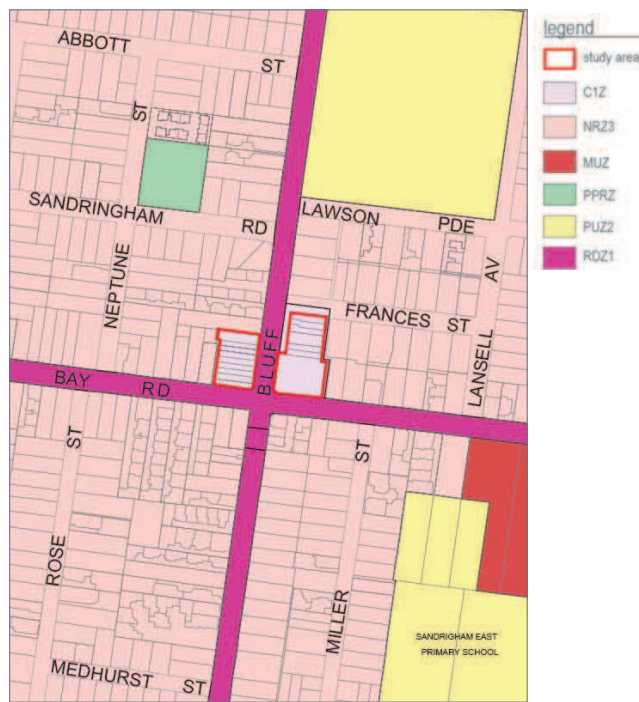 ABBOTT
ST
ST
SANDRINGHAM
RD
NEPTUNE
LAWSON
PDE
AV
FRANCES ST
LANSELL
BLUFF
BAY RD
ST
ROSE
ST
MILLER
MEDHURST ST
SANDRIGHAM EAST
PRIMARY SCHOOL
legend
study area
C1Z
NRZ3
MUZ
PPRZ
PUZ2
RDZ1